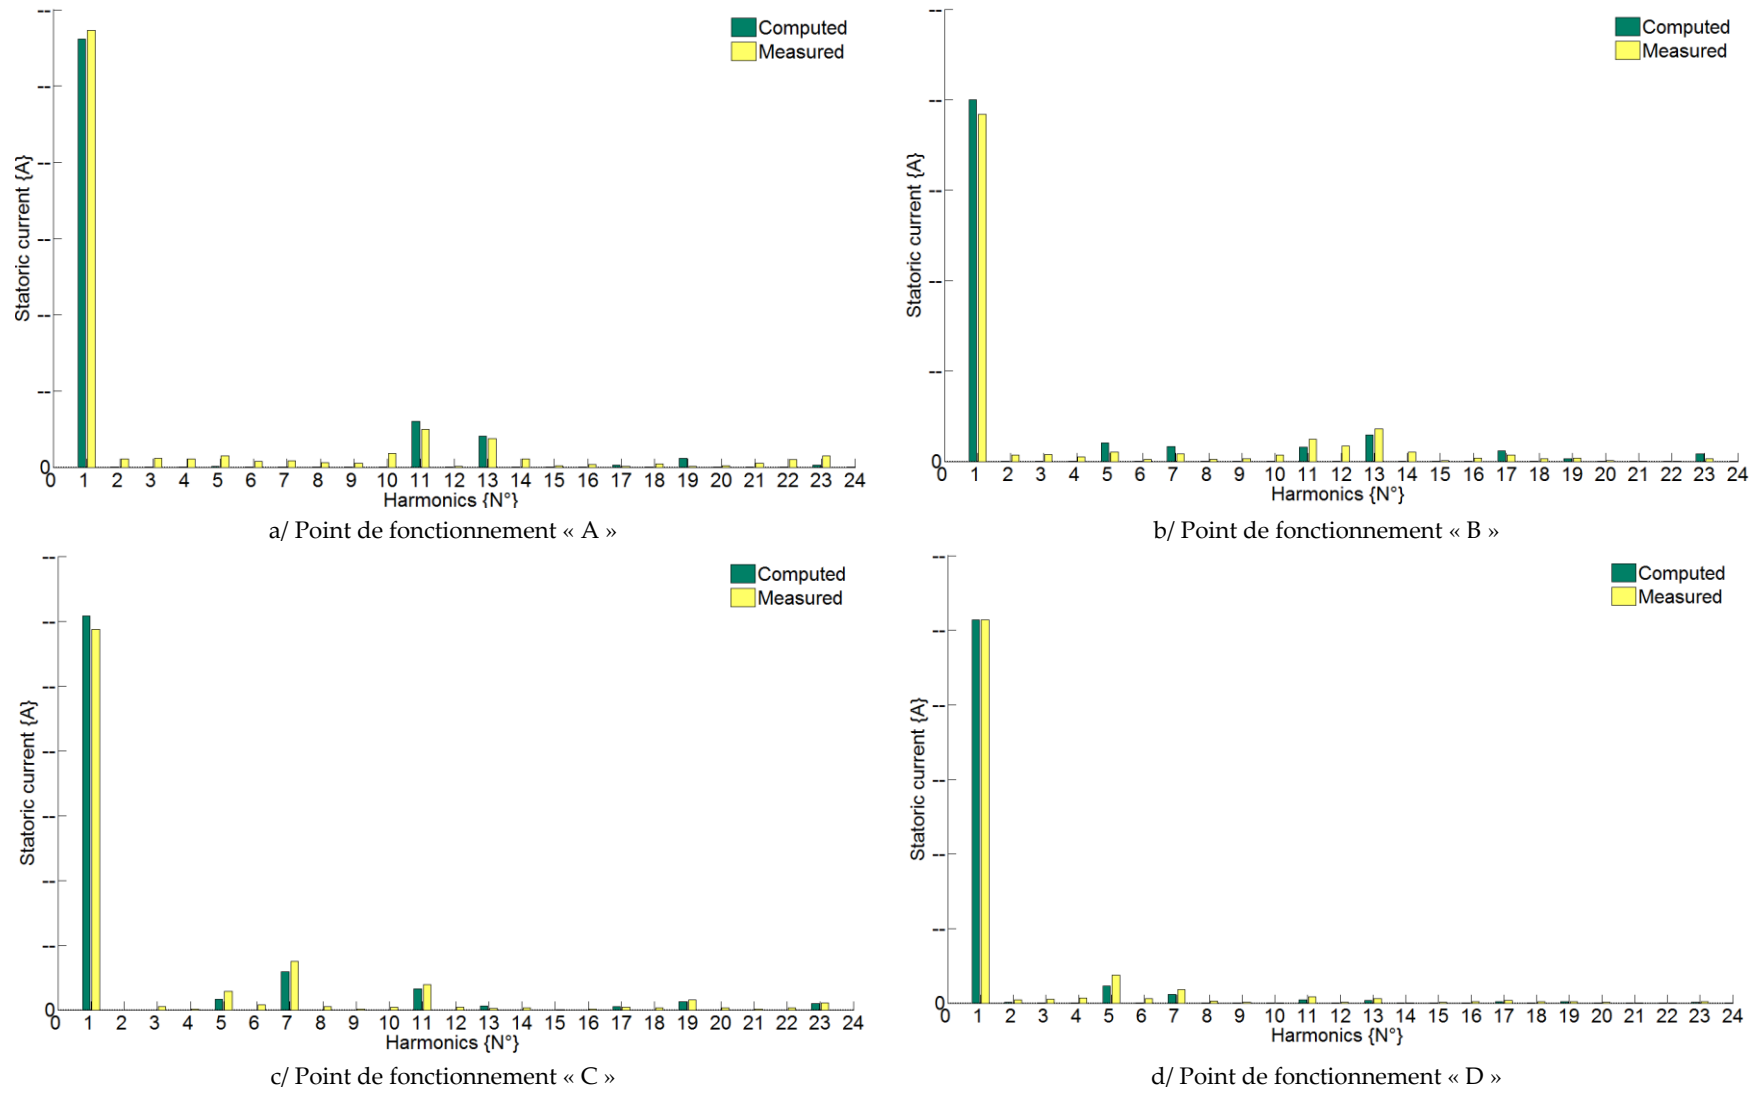 Computed
Measured
Statoric current {A}
--
--
--
--
--
--
0
0 1 2 3 4 5 6 7 8 9 10 11 12 13 14 15 16 17 18 19 20 21 22 23 24
Harmonics {N°}
a/ Point de fonctionnement « A »
Computed
Measured
Statoric current {A}
--
--
--
--
--
0
0 1 2 3 4 5 6 7 8 9 10 11 12 13 14 15 16 17 18 19 20 21 22 23 24
Harmonics {N°}
b/ Point de fonctionnement « B »
Computed
Measured
Statoric current {A}
--
--
--
--
--
--
--
0
0 1 2 3 4 5 6 7 8 9 10 11 12 13 14 15 16 17 18 19 20 21 22 23 24
Harmonics {N°}
c/ Point de fonctionnement « C »
Computed
Measured
Statoric current {A}
--
--
--
--
--
--
0
0 1 2 3 4 5 6 7 8 9 10 11 12 13 14 15 16 17 18 19 20 21 22 23 24
Harmonics {N°}
d/ Point de fonctionnement « D »